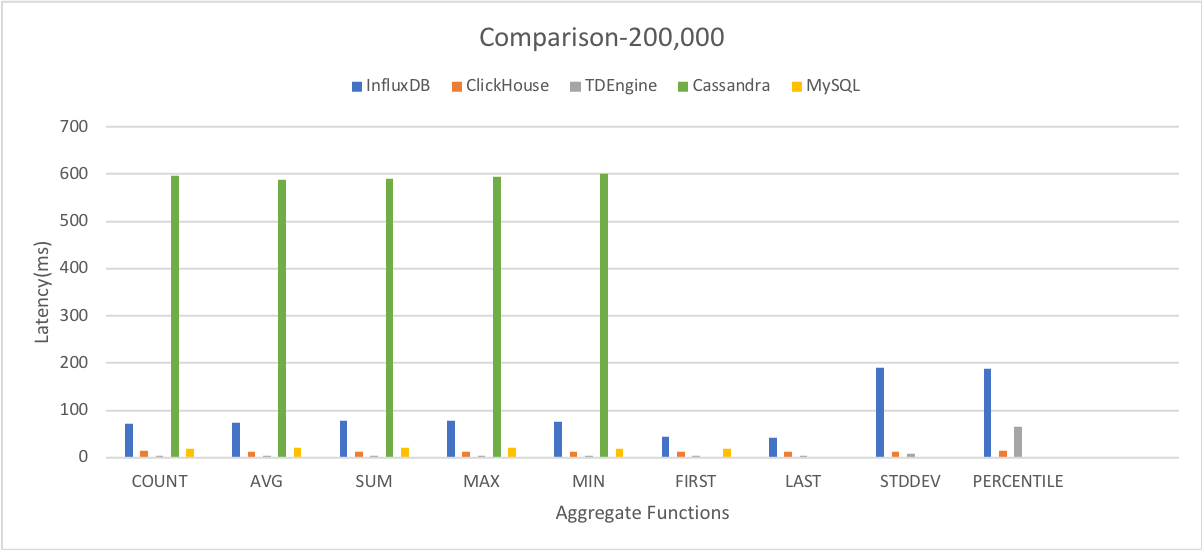 Comparison-200,000
InfluxDB ClickHouse TDEngine Cassandra MySQL
700
600
500
400
300
200
100
0
Latency(ms)
COUNT AVG SUM MAX MIN FIRST LAST STDDEV PERCENTILE
Aggregate Functions